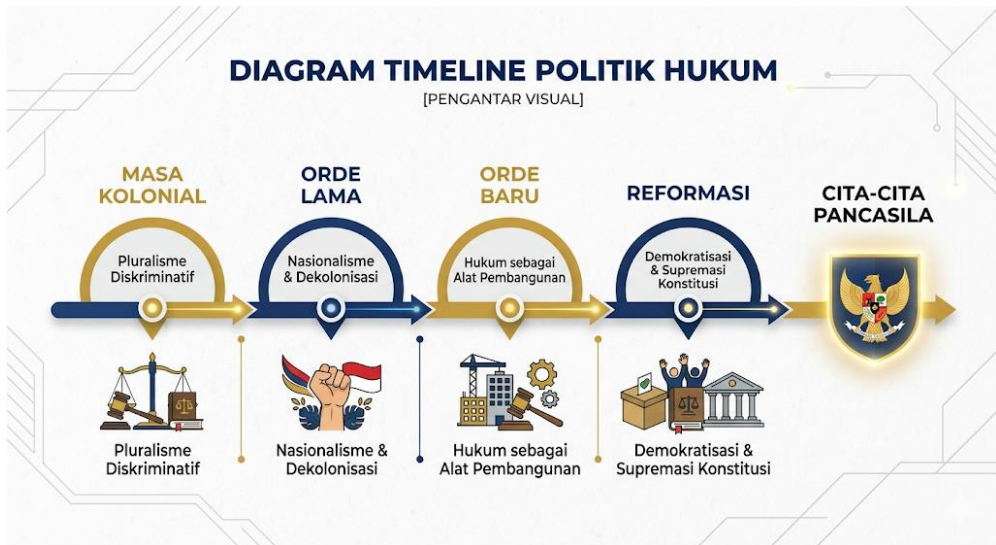 DIAGRAM TIMELINE POLITIK HUKUM
[PENGANTAR VISUAL]
MASA
KOLONIAL
Pluralisme
Diskriminatif
Pluralisme
Diskriminatif
ORDE
LAMA
Nasionalisme
& Dekolonisasi
Nasionalisme &
Dekolonisasi
ORDE
BARU
Hukum sebagai
Alat Pembangunan
Hukum sebagai
Alat Pembangunan
REFORMASI
Demokratisasi
& Supremasi
Konstitusi
Demokratisasi &
Supremasi Konstitusi
CITA-CITA
PANCASILA